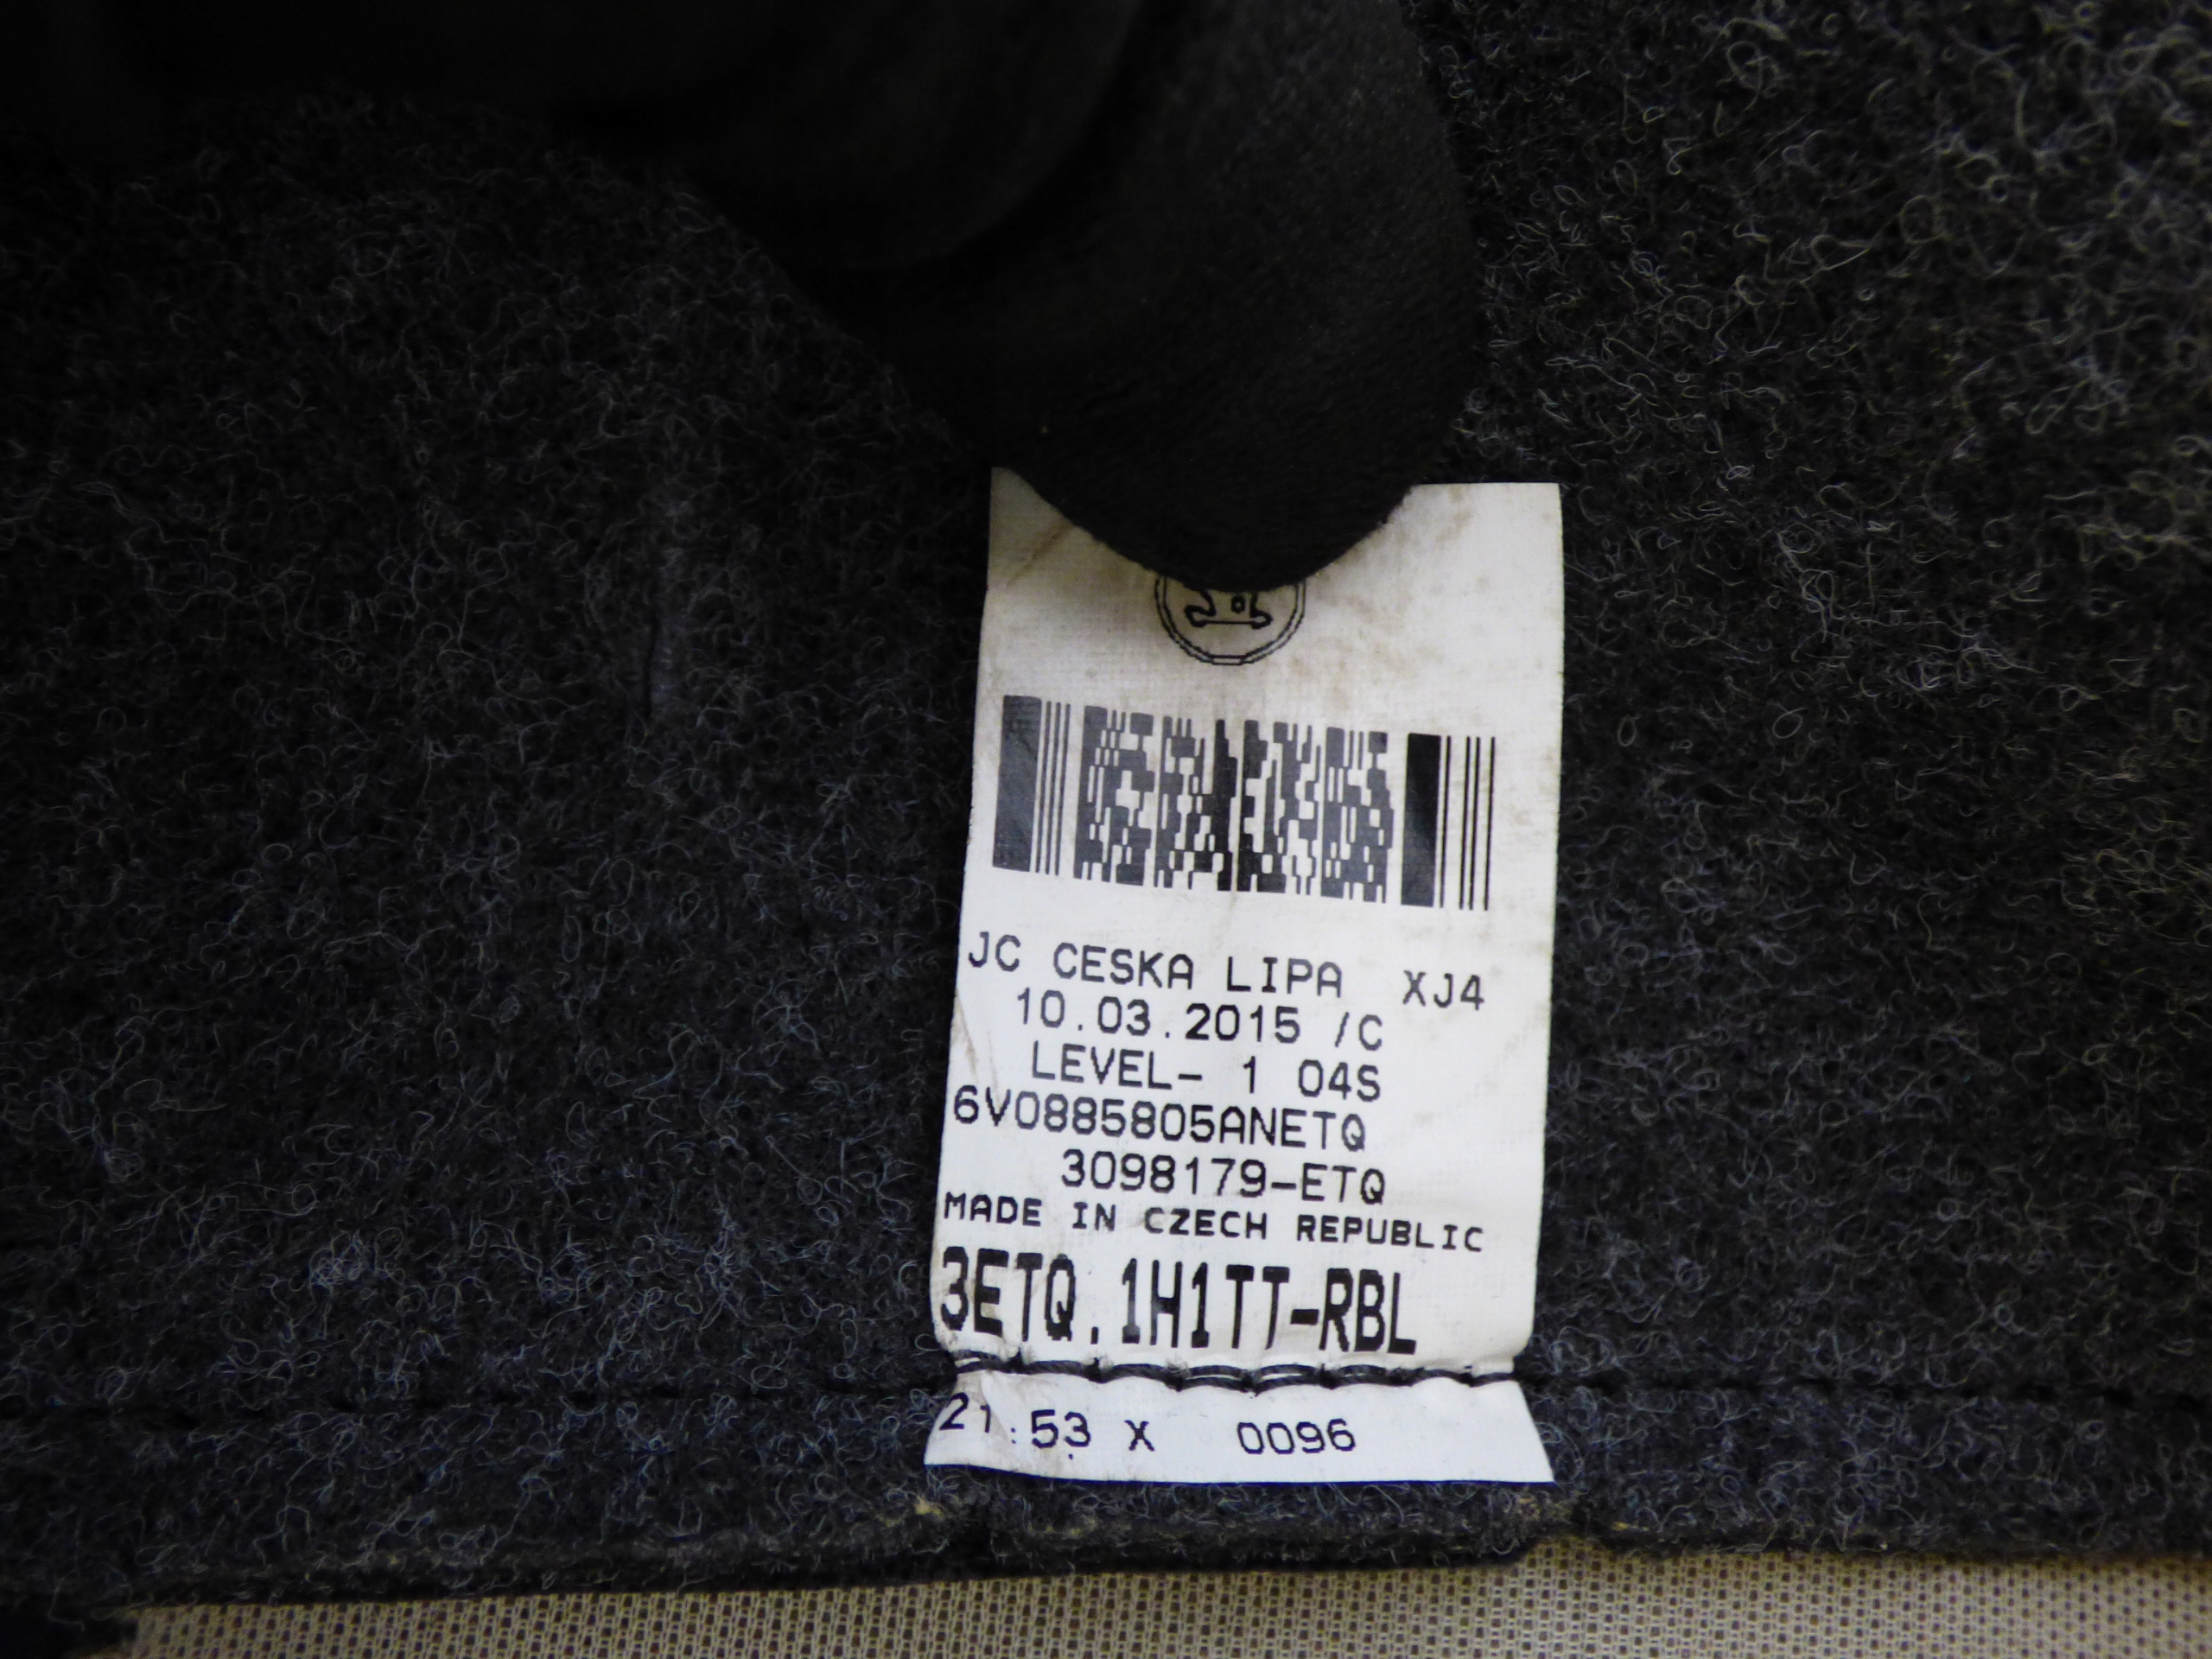 JC CESKA LIPA XJ4
10.03.2015 /C
LEVEL- 1 04S
6V0885805ANETQ
3098179-ETQ
MADE IN CZECH REPUBLIC
3ETQ.1H1TT-RBL
21:53 X 0096